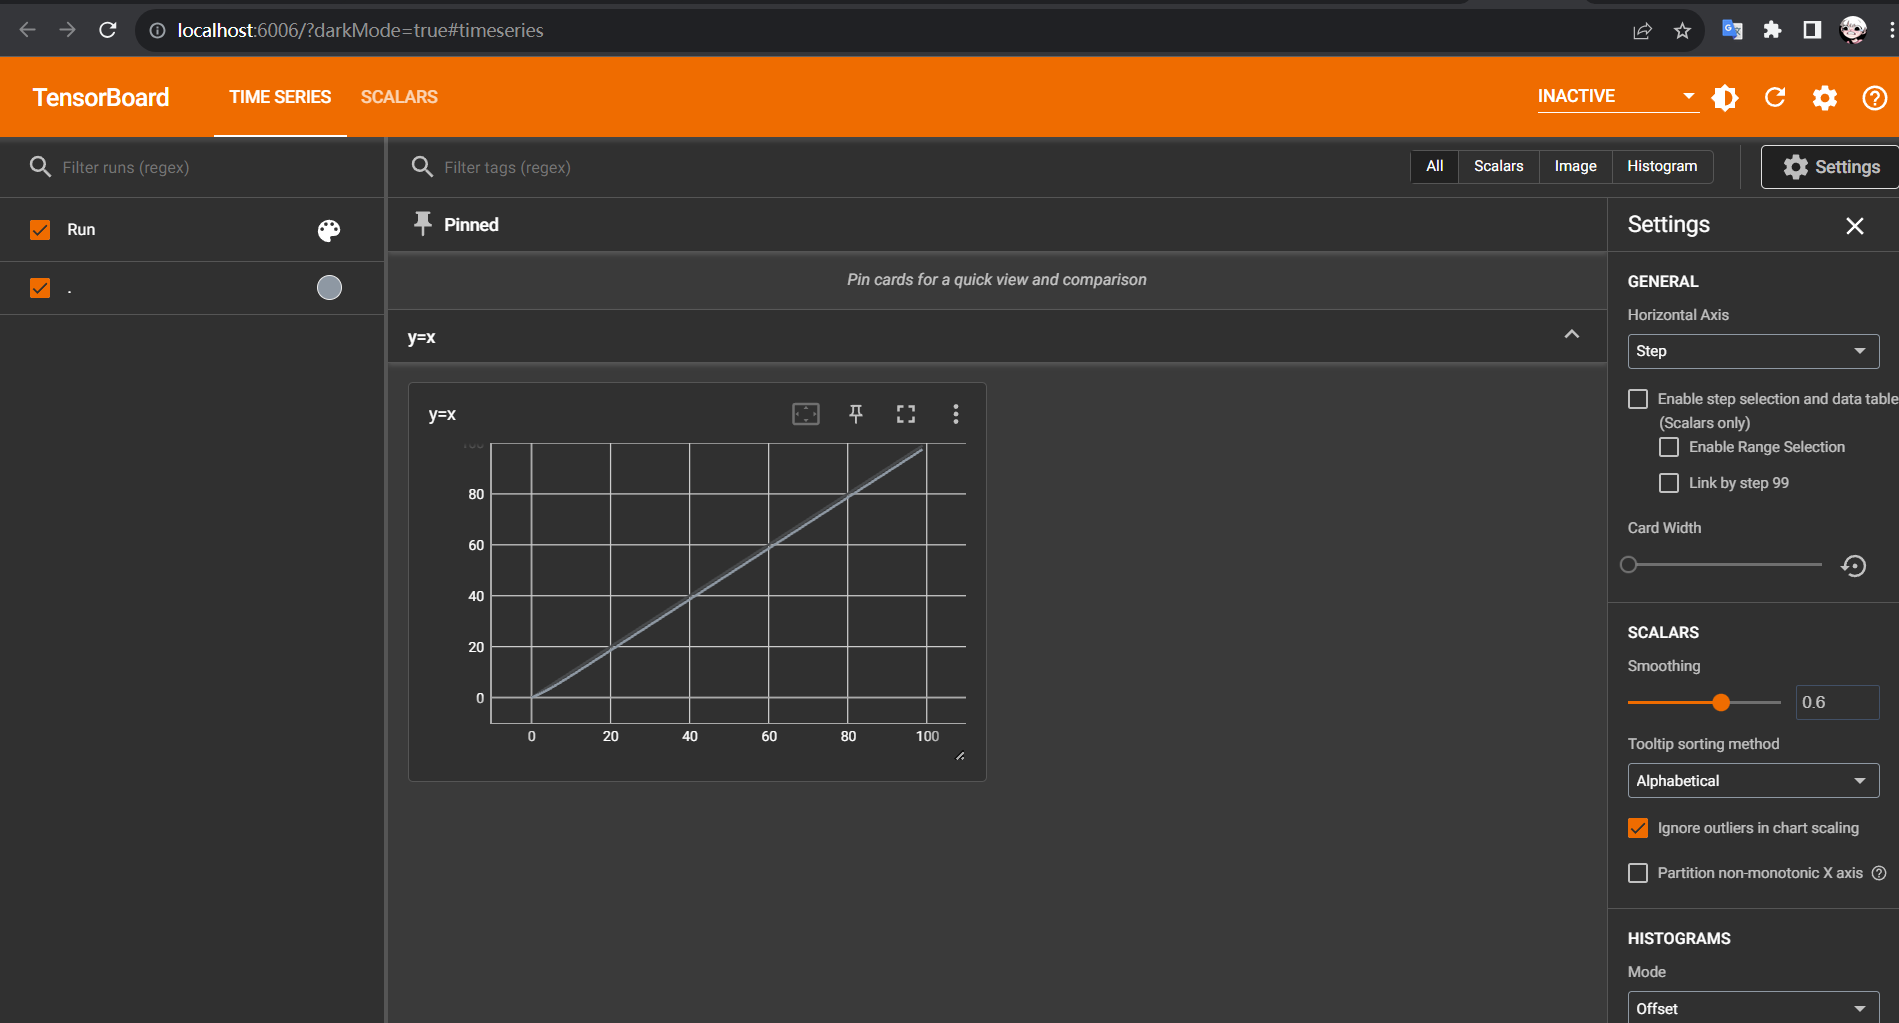 localhost:6006/?darkMode=true#timeseries
TensorBoard
TIME SERIES
SCALARS
INACTIVE
Filter runs (regex)
Filter tags (regex)
All
Scalars
Image
Histogram
Settings
Run
.
Pinned
Pin cards for a quick view and comparison
y=x
y=x
80
60
40
20
0
0 20 40 60 80 100
Settings
GENERAL
Horizontal Axis
Step
Enable step selection and data table
(Scalars only)
Enable Range Selection
Link by step 99
Card Width
SCALARS
Smoothing
0.6
Tooltip sorting method
Alphabetical
Ignore outliers in chart scaling
Partition non-monotonic X axis
HISTOGRAMS
Mode
Offset